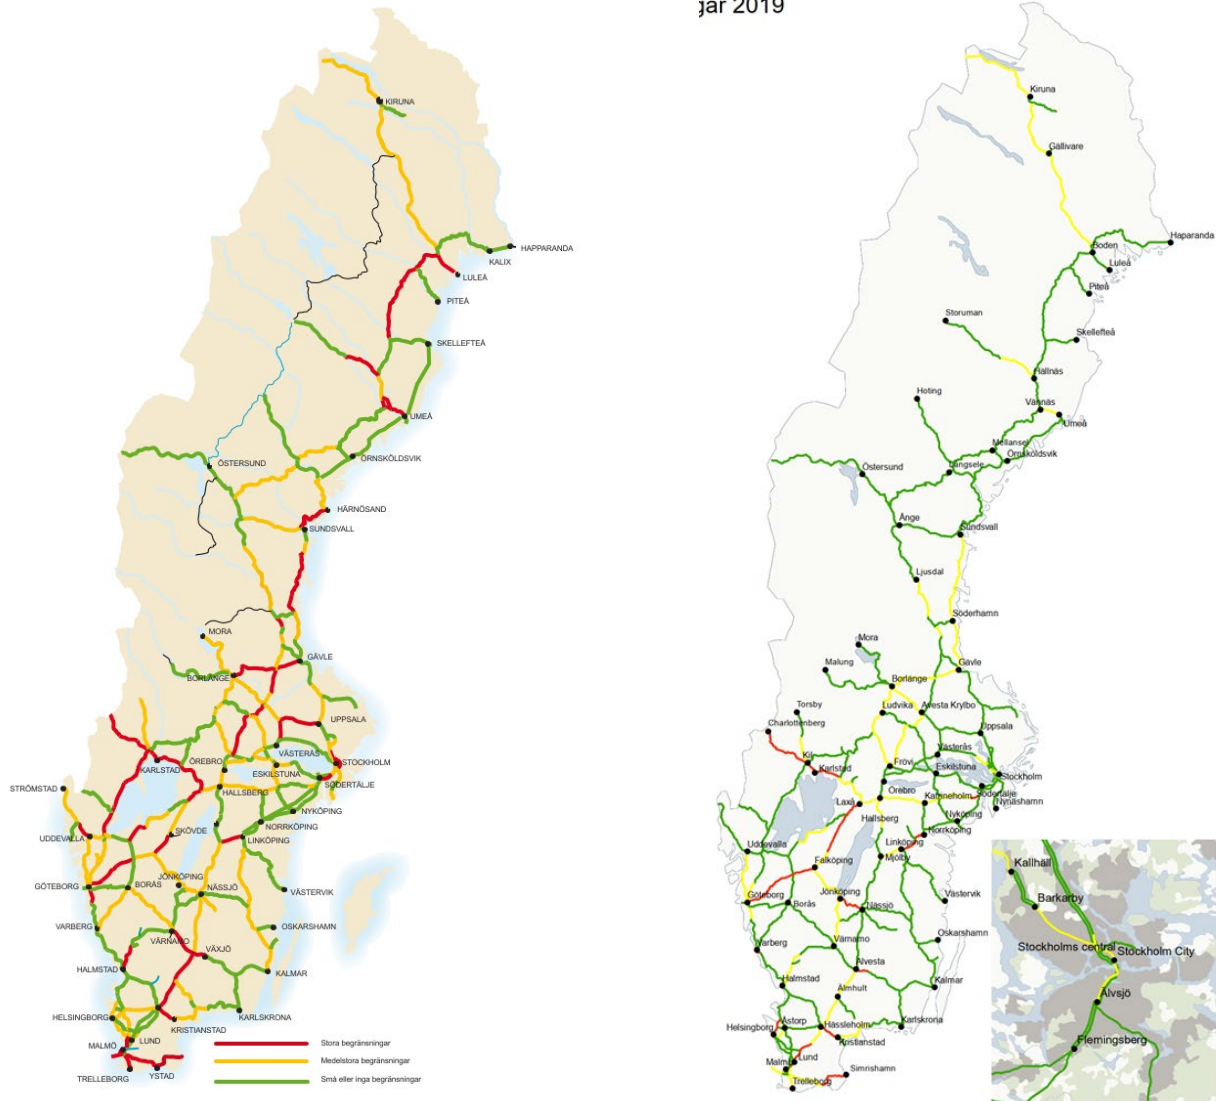 KIRUNA
HAPPARANDA
KALIX
LULEÅ
PITEÅ
SKELLEFTEÅ
UMEÅ
ÖRNSKÖLDSVIK
ÖSTERSUND
HÄRNÖSAND
SUNDSVALL
MORA
GÄVLE
BORLÄNGE
UPPSALA
VÄSTERÅS
STOCKHOLM
ÖREBRO
KARLSTAD
ESKILSTUNA
SÖDERTÄLJE
STRÖMSTAD
HALLSBERG
NYKÖPING
NORRKÖPING
SKÖVDE
UDDEVALLA
LINKÖPING
JÖNKÖPING
GÖTEBORG
BORÅS
NÄSSJÖ
VÄSTERVIK
VARBERG
OSKARSHAMN
VÄRNAMO
VÄXJÖ
HALMSTAD
KALMAR
HELSINGBORG
KARLSKRONA
KRISTIANSTAD
LUND
MALMÖ
TRELLEBORG
YSTAD
Stora begränsningar
Medelstora begränsningar
Små eller inga begränsningar
gar 2019
Kiruna
Gällivare
Haparanda
Boden
Luleå
Piteå
Storuman
Skellefteå
Hällnäs
Hoting
Vännäs
Umeå
Mellansel
Örnsköldsvik
Östersund
Långsele
Ånge
Sundsvall
Ljusdal
Söderhamn
Mora
Malung
Gävle
Borlänge
Torsby
Ludvika
Avesta Krylbo
Charlottenberg
Uppsala
Västerås
Kil
Karlstad
Frövi
Eskilstuna
Stockholm
Örebro
Södertälje
Laxå
Katrineholm
Nynäshamn
Hallsberg
Nyköping
Norrköping
Uddevalla
Linköping
Mjölby
Falköping
Göteborg
Jönköping
Västervik
Borås
Nässjö
Oskarshamn
Varberg
Värnamo
Alvesta
Halmstad
Kalmar
Älmhult
Helsingborg
Åstorp
Hässleholm
Karlskrona
Kristianstad
Lund
Malmö
Simrishamn
Trelleborg
Kallhäll
Barkarby
Stockholms central
Stockholm City
Älvsjö
Flemingsberg